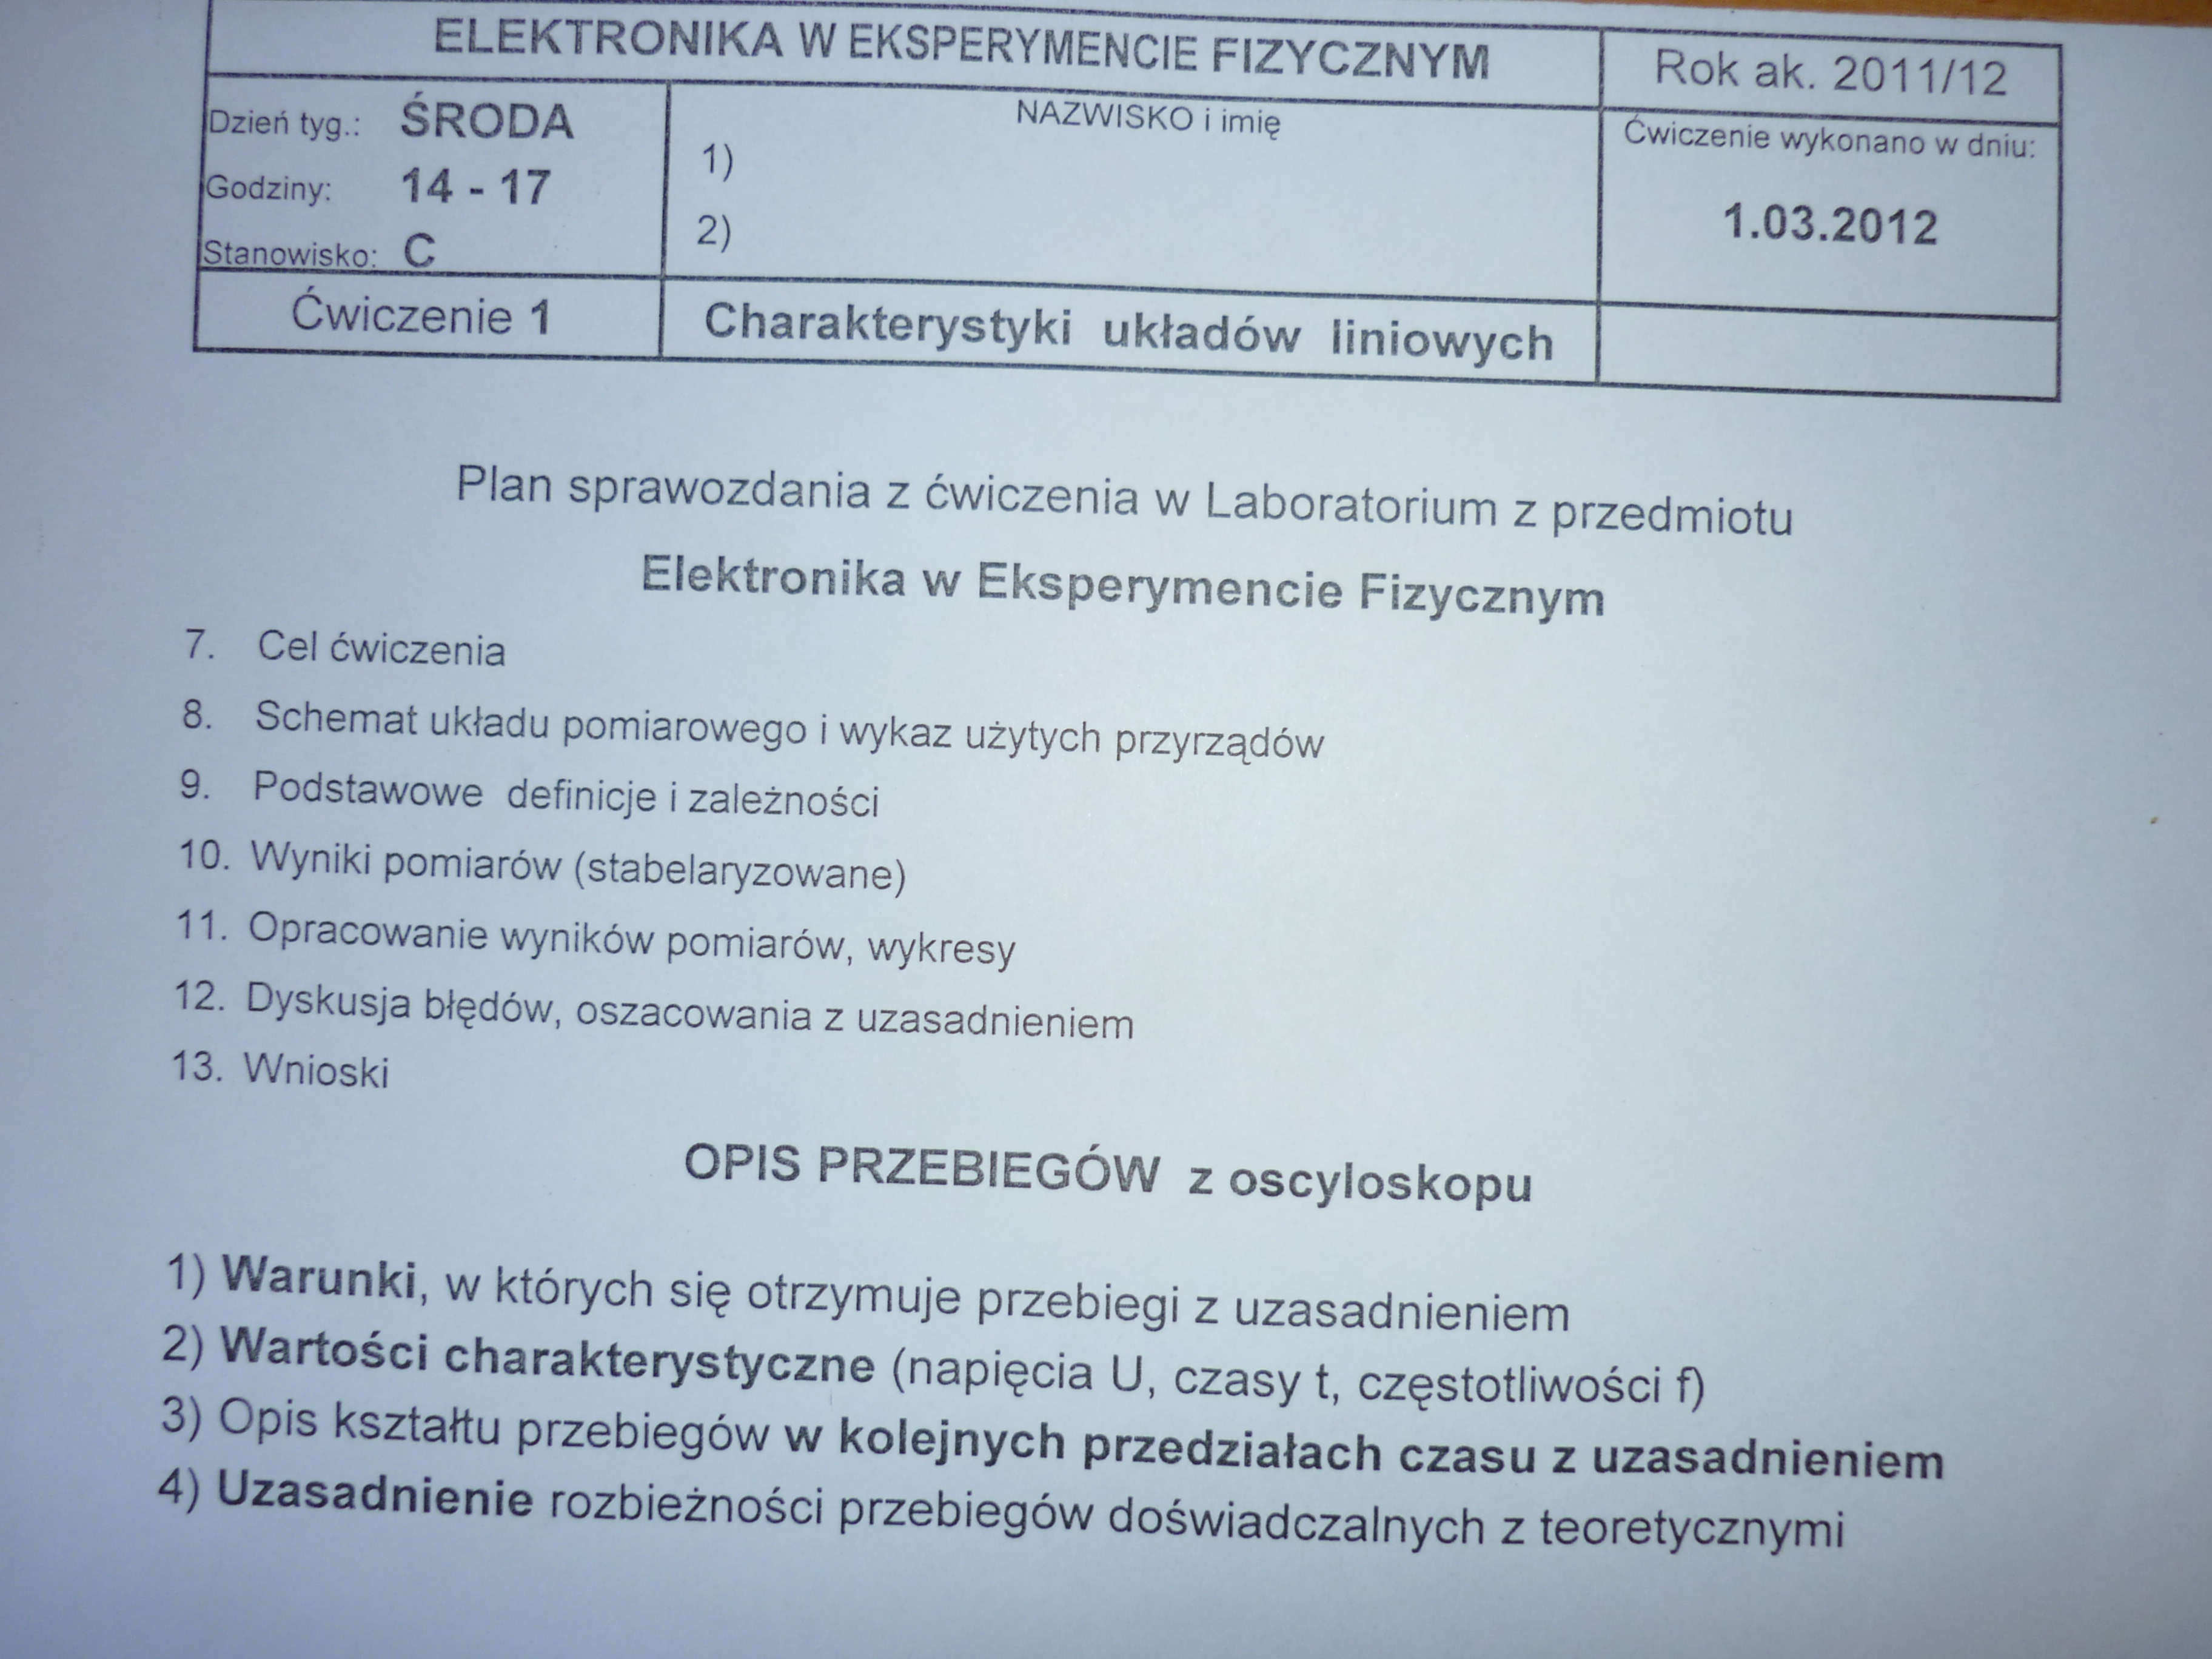 ELEKTRONIKA W EKSPERYMENCIE FIZYCZNYM
Rok ak. 2011/12
Dzień tyg.: ŚRODA
Godziny: 14 - 17
Stanowisko: C
NAZWISKO i imię
1)
2)
Ćwiczenie wykonano w dniu:
1.03.2012
Ćwiczenie 1
Charakterystyki układów liniowych
Plan sprawozdania z ćwiczenia w Laboratorium z przedmiotu
Elektronika w Eksperymencie Fizycznym
7. Cel ćwiczenia
8. Schemat układu pomiarowego i wykaz użytych przyrządów
9. Podstawowe definicje i zależności
10. Wyniki pomiarów (stabelaryzowane)
11. Opracowanie wyników pomiarów, wykresy
12. Dyskusja błędów, oszacowania z uzasadnieniem
13. Wnioski
OPIS PRZEBIEGÓW z oscyloskopu
1) Warunki, w których się otrzymuje przebiegi z uzasadnieniem
2) Wartości charakterystyczne (napięcia U, czasy t, częstotliwości f)
3) Opis kształtu przebiegów w kolejnych przedziałach czasu z uzasadnieniem
4) Uzasadnienie rozbieżności przebiegów doświadczalnych z teoretycznymi